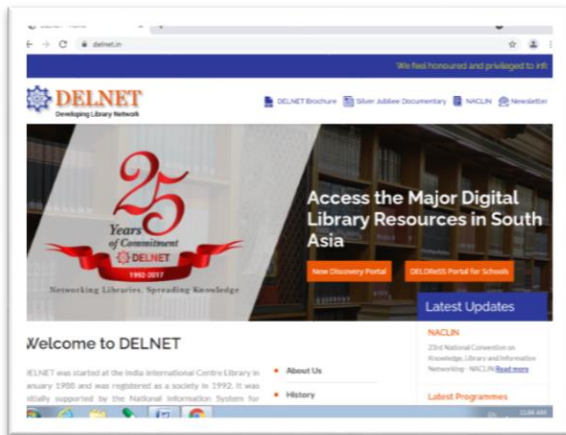 delnet.in
We feel honoured and privileged to info
DELNET
Developing Library Network
DELNET Brochure Silver Jubilee Documentary NACLIN Newsletter
25
Years
of Commitment
DELNET
1992-2017
Networking Libraries, Spreading Knowledge
Access the Major Digital
Library Resources in South
Asia
New Discovery Portal DELDReSS Portal for Schools
Latest Updates
NACLIN
23rd National Convention on
Knowledge, Library and Information
Networking - NACLIN Read more
Latest Programmes
Welcome to DELNET
DELNET was started at the India International Centre Library in
January 1988 and was registered as a society in 1992. It was
initially supported by the National Information System for
About Us
History
11:04 AM